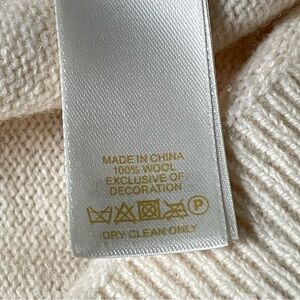 MADE IN CHINA
100% WOOL
EXCLUSIVE OF
DECORATION
P
DRY CLEAN ONLY